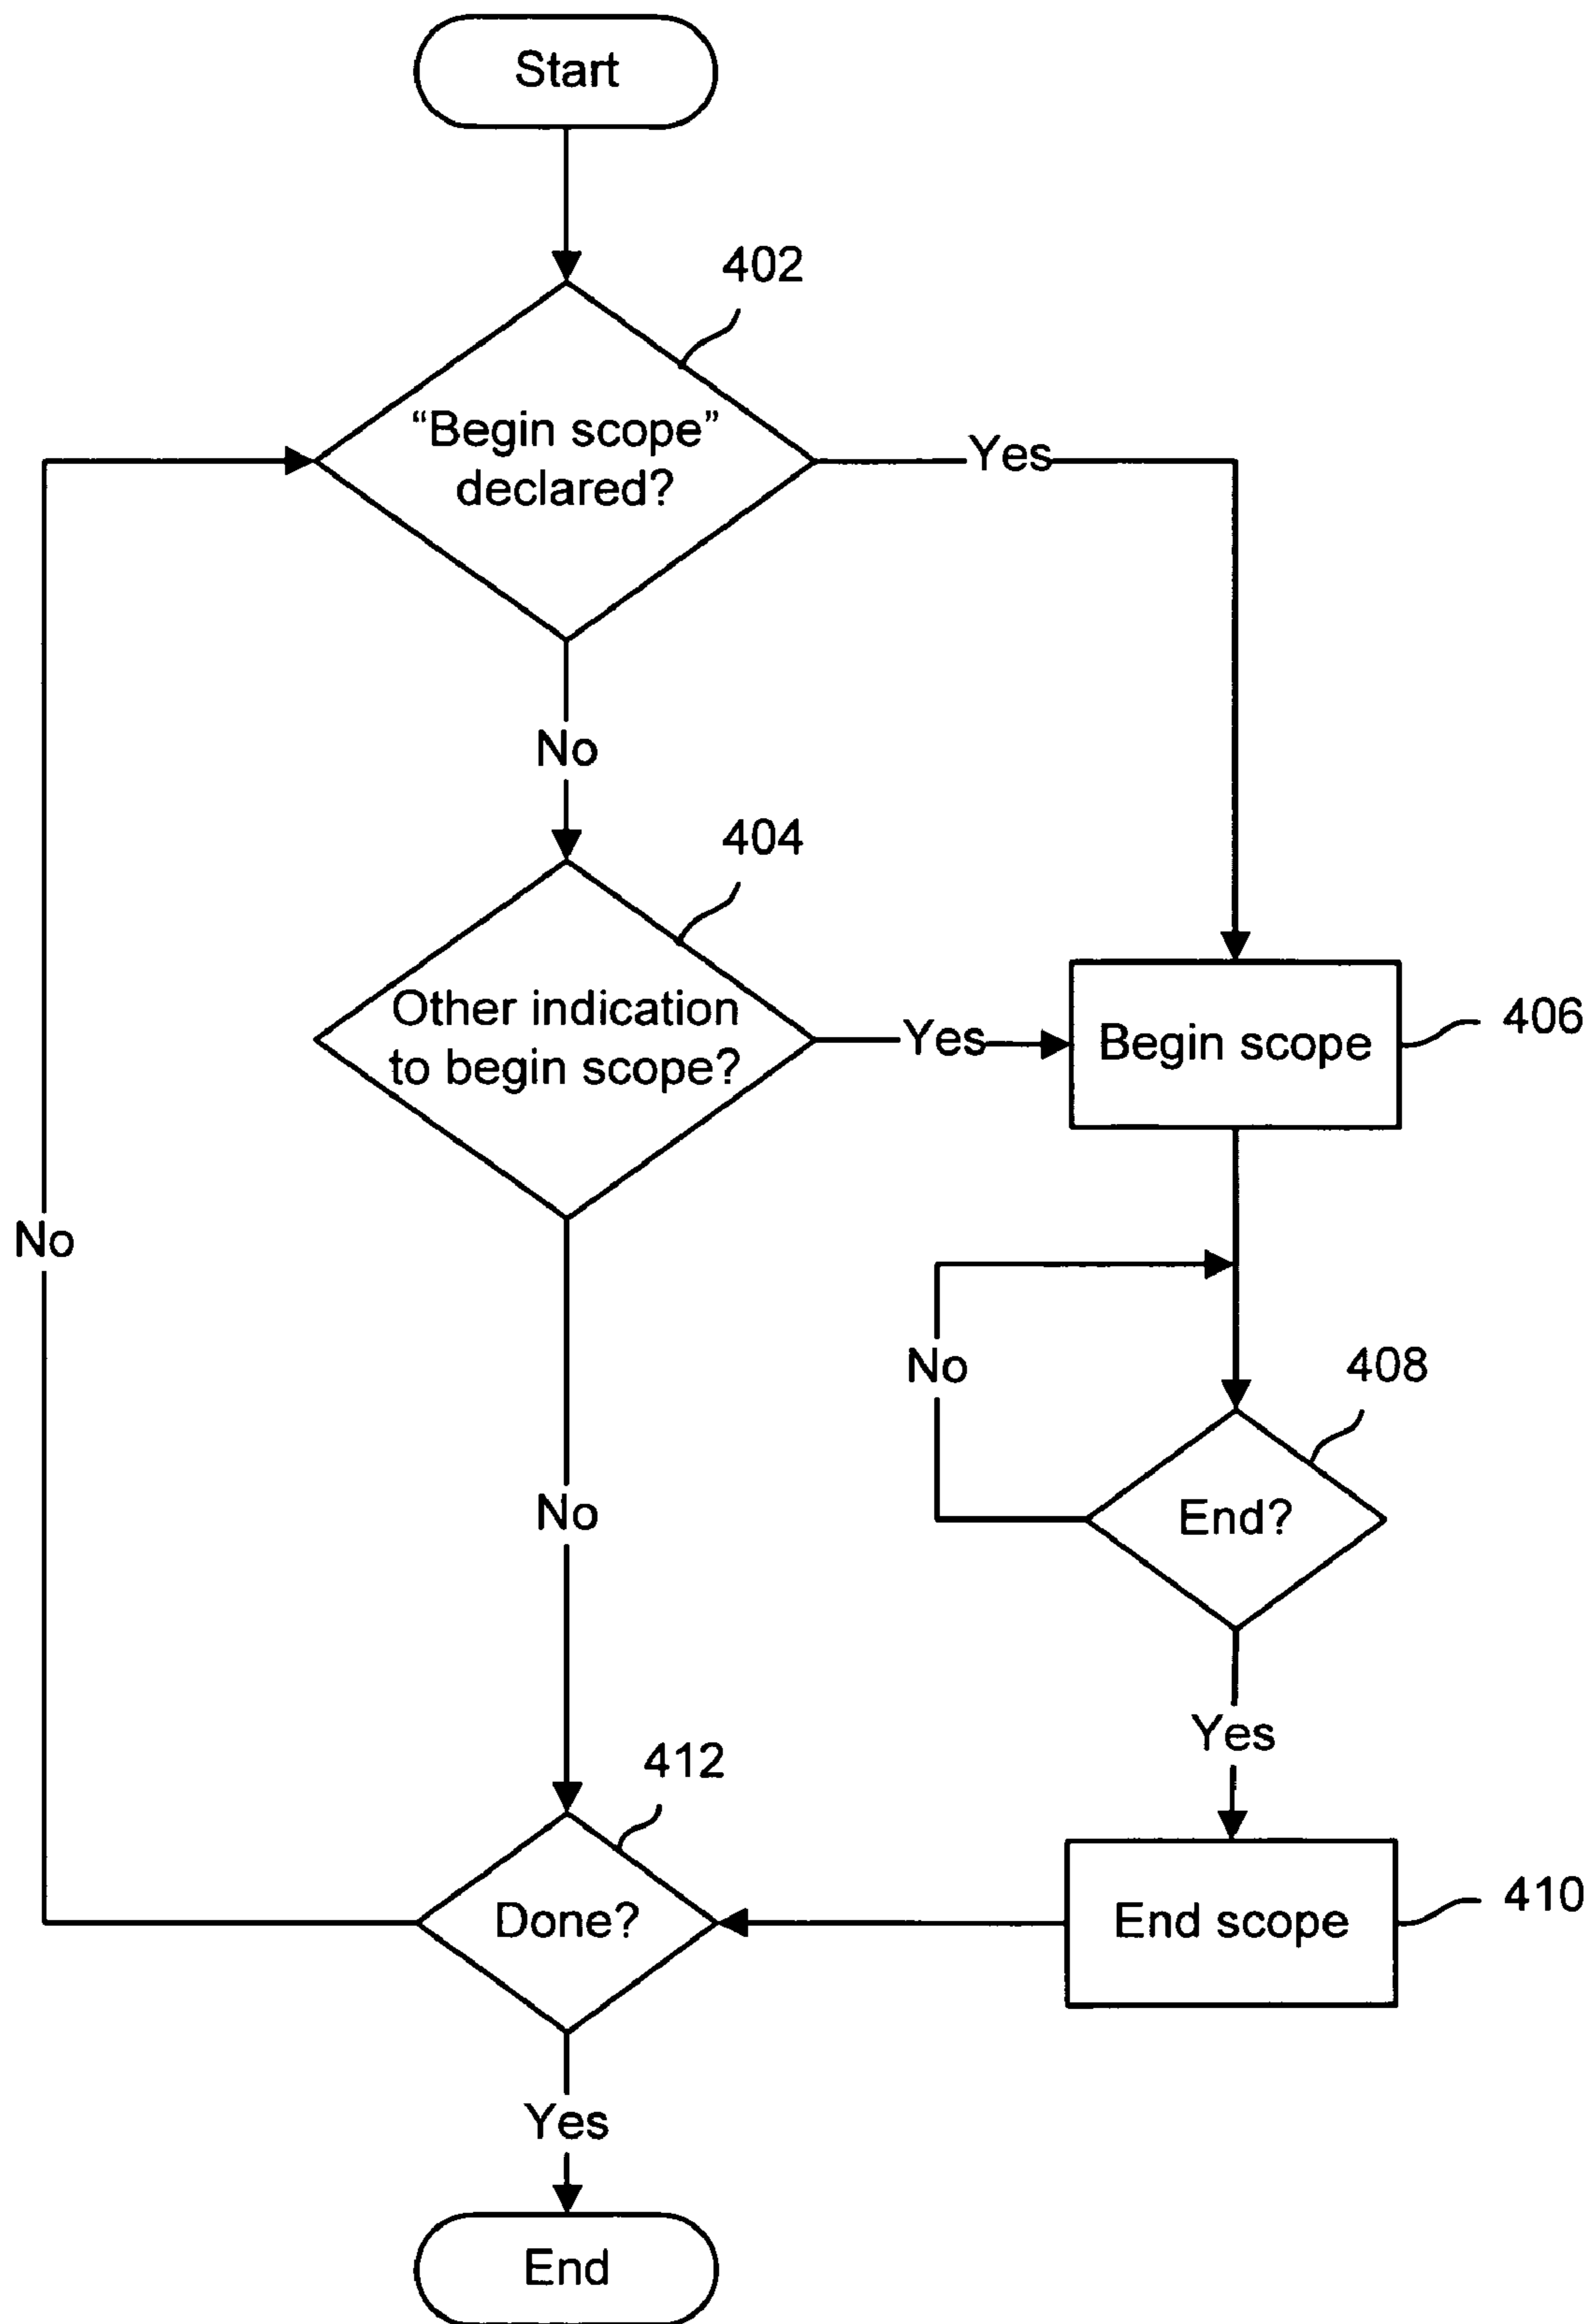 Start
402
“Begin scope”
declared?
Yes
No
404
Other indication
to begin scope?
Yes
Begin scope
406
No
No
408
End?
No
Yes
412
Done?
End scope
410
Yes
End